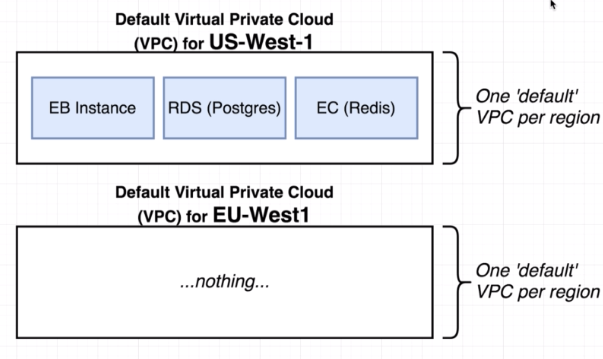 Default Virtual Private Cloud
(VPC) for US-West-1
EB Instance
RDS (Postgres)
EC (Redis)
One 'default'
VPC per region
Default Virtual Private Cloud
(VPC) for EU-West1
...nothing...
One 'default'
VPC per region